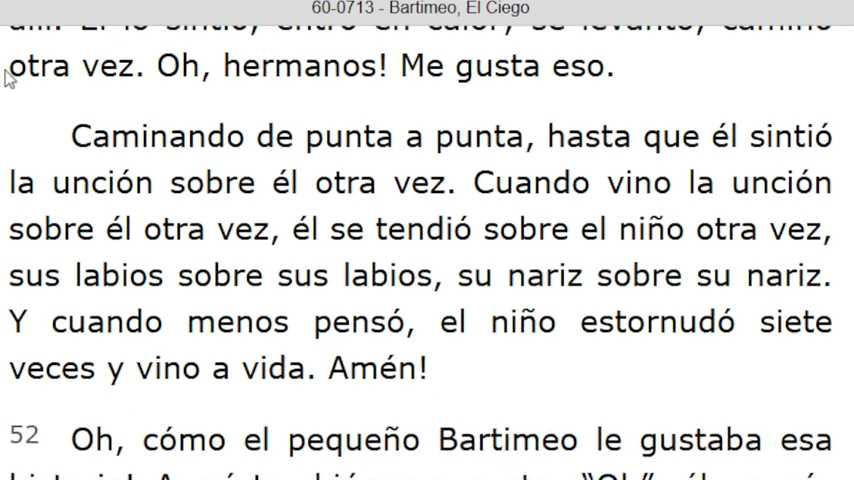 60-0713 - Bartimeo, El Ciego
otra vez. Oh, hermanos! Me gusta eso.
Caminando de punta a punta, hasta que él sintió
la unción sobre él otra vez. Cuando vino la unción
sobre él otra vez, él se tendió sobre el niño otra vez,
sus labios sobre sus labios, su nariz sobre su nariz.
Y cuando menos pensó, el niño estornudó siete
veces y vino a vida. Amén!
52 Oh, cómo el pequeño Bartimeo le gustaba esa